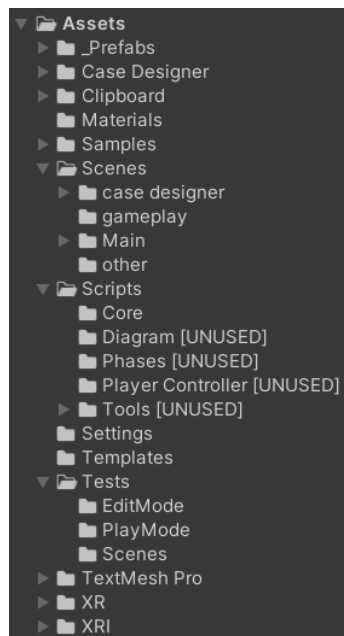 Assets
_Prefabs
Case Designer
Clipboard
Materials
Samples
Scenes
case designer
gameplay
Main
other
Scripts
Core
Diagram [UNUSED]
Phases [UNUSED]
Player Controller [UNUSED]
Tools [UNUSED]
Settings
Templates
Tests
EditMode
PlayMode
Scenes
TextMesh Pro
XR
XRI